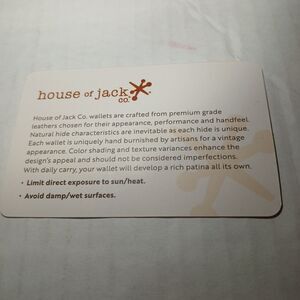 house of jack
co.
House of Jack Co. wallets are crafted from premium grade
leathers chosen for their appearance, performance and handfeel.
Natural hide characteristics are inevitable as each hide is unique.
Each wallet is uniquely hand burnished by artisans for a vintage
appearance. Color shading and texture variances enhance the
design's appeal and should not be considered imperfections.
With daily carry, your wallet will develop a rich patina all its own.
• Limit direct exposure to sun/heat.
• Avoid damp/wet surfaces.